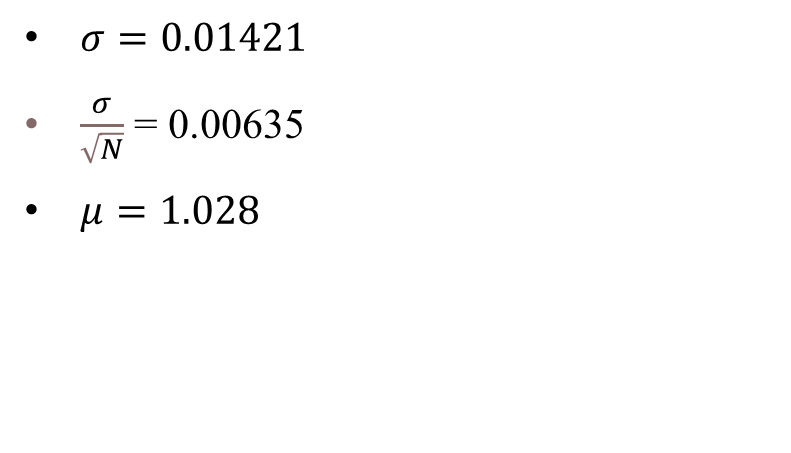 • σ = 0.01421
• σ/√N = 0.00635
• μ = 1.028